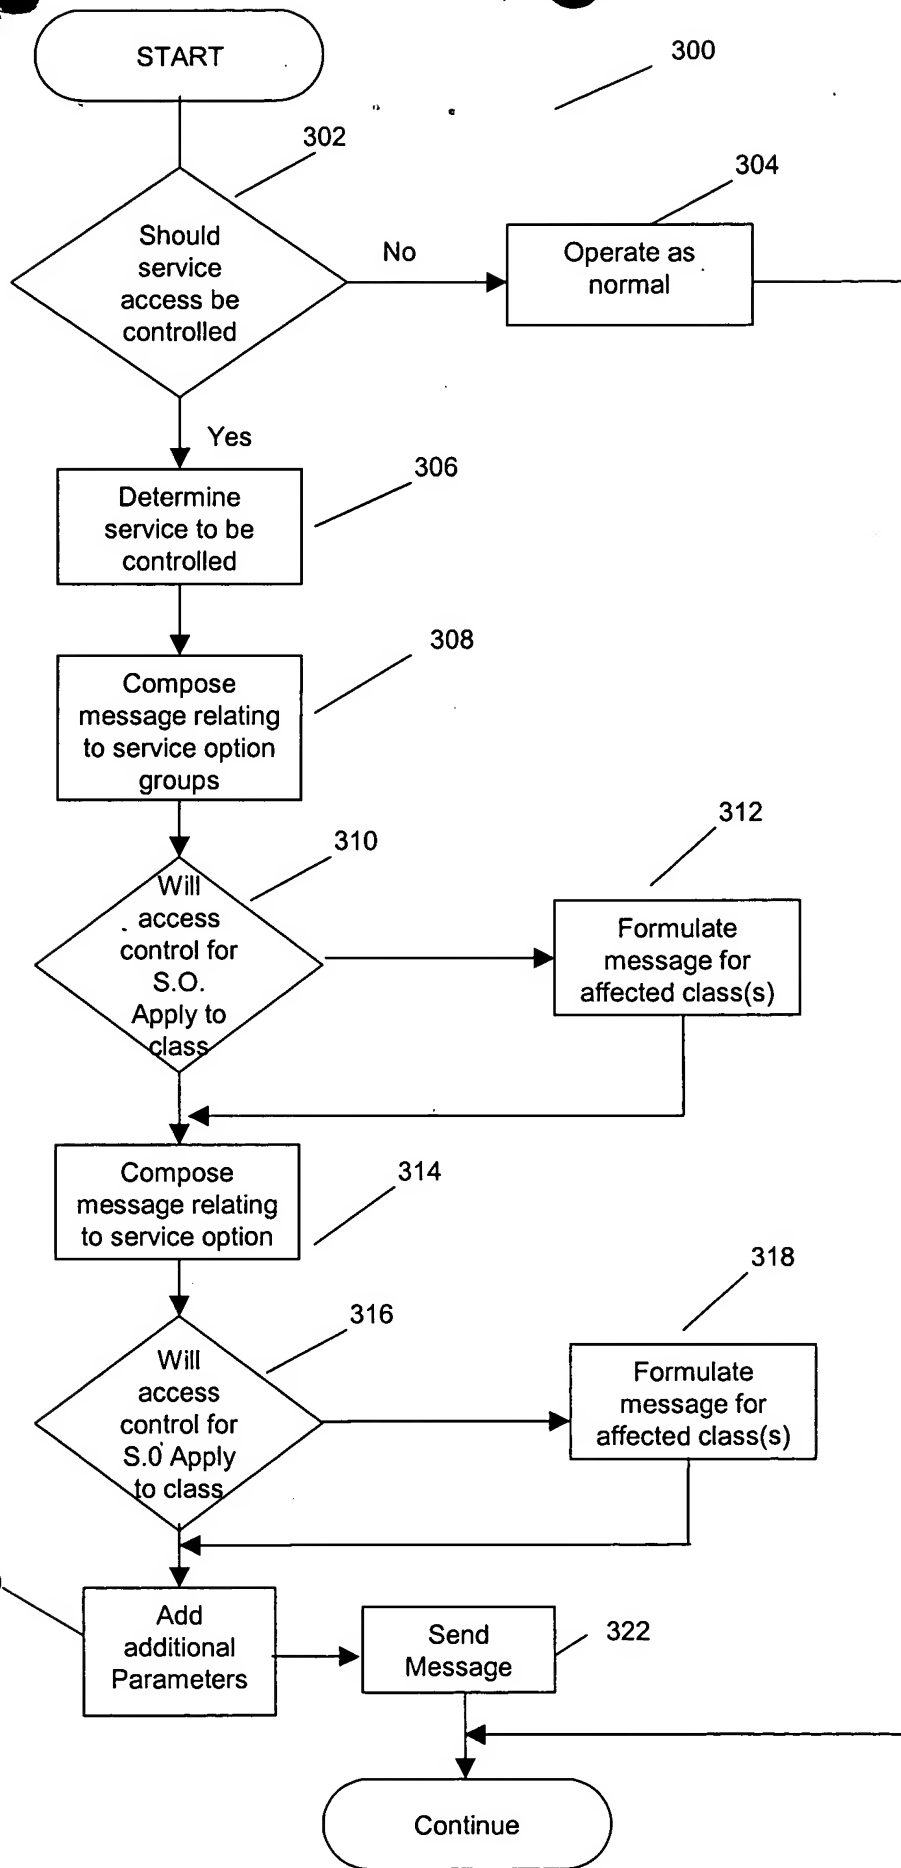 START
300
302
304
Should
service
access be
controlled
No
Operate as
normal
Yes
306
Determine
service to be
controlled
308
Compose
message relating
to service option
groups
310
312
Will
access
control for
S.O.
Apply to
class
Formulate
message for
affected class(s)
314
Compose
message relating
to service option
318
316
Will
access
control for
S.0 Apply
to class
Formulate
message for
affected class(s)
Add
additional
Parameters
Send
Message
322
Continue